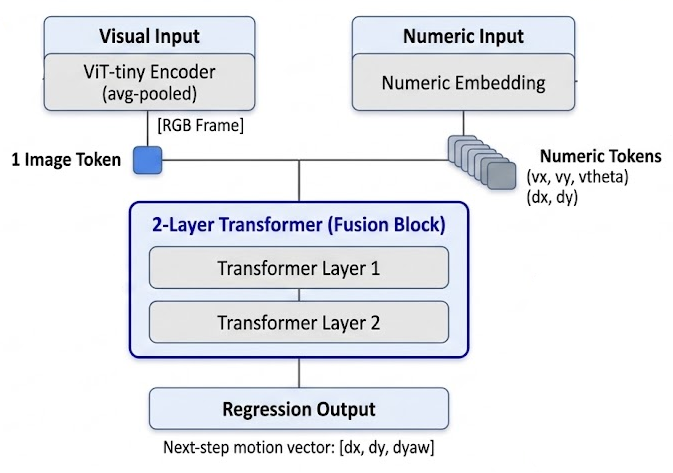 Visual Input
ViT-tiny Encoder
(avg-pooled)
Numeric Input
Numeric Embedding
[RGB Frame]
1 Image Token
Numeric Tokens
(vx, vy, vtheta)
(dx, dy)
2-Layer Transformer (Fusion Block)
Transformer Layer 1
Transformer Layer 2
Regression Output
Next-step motion vector: [dx, dy, dyaw]